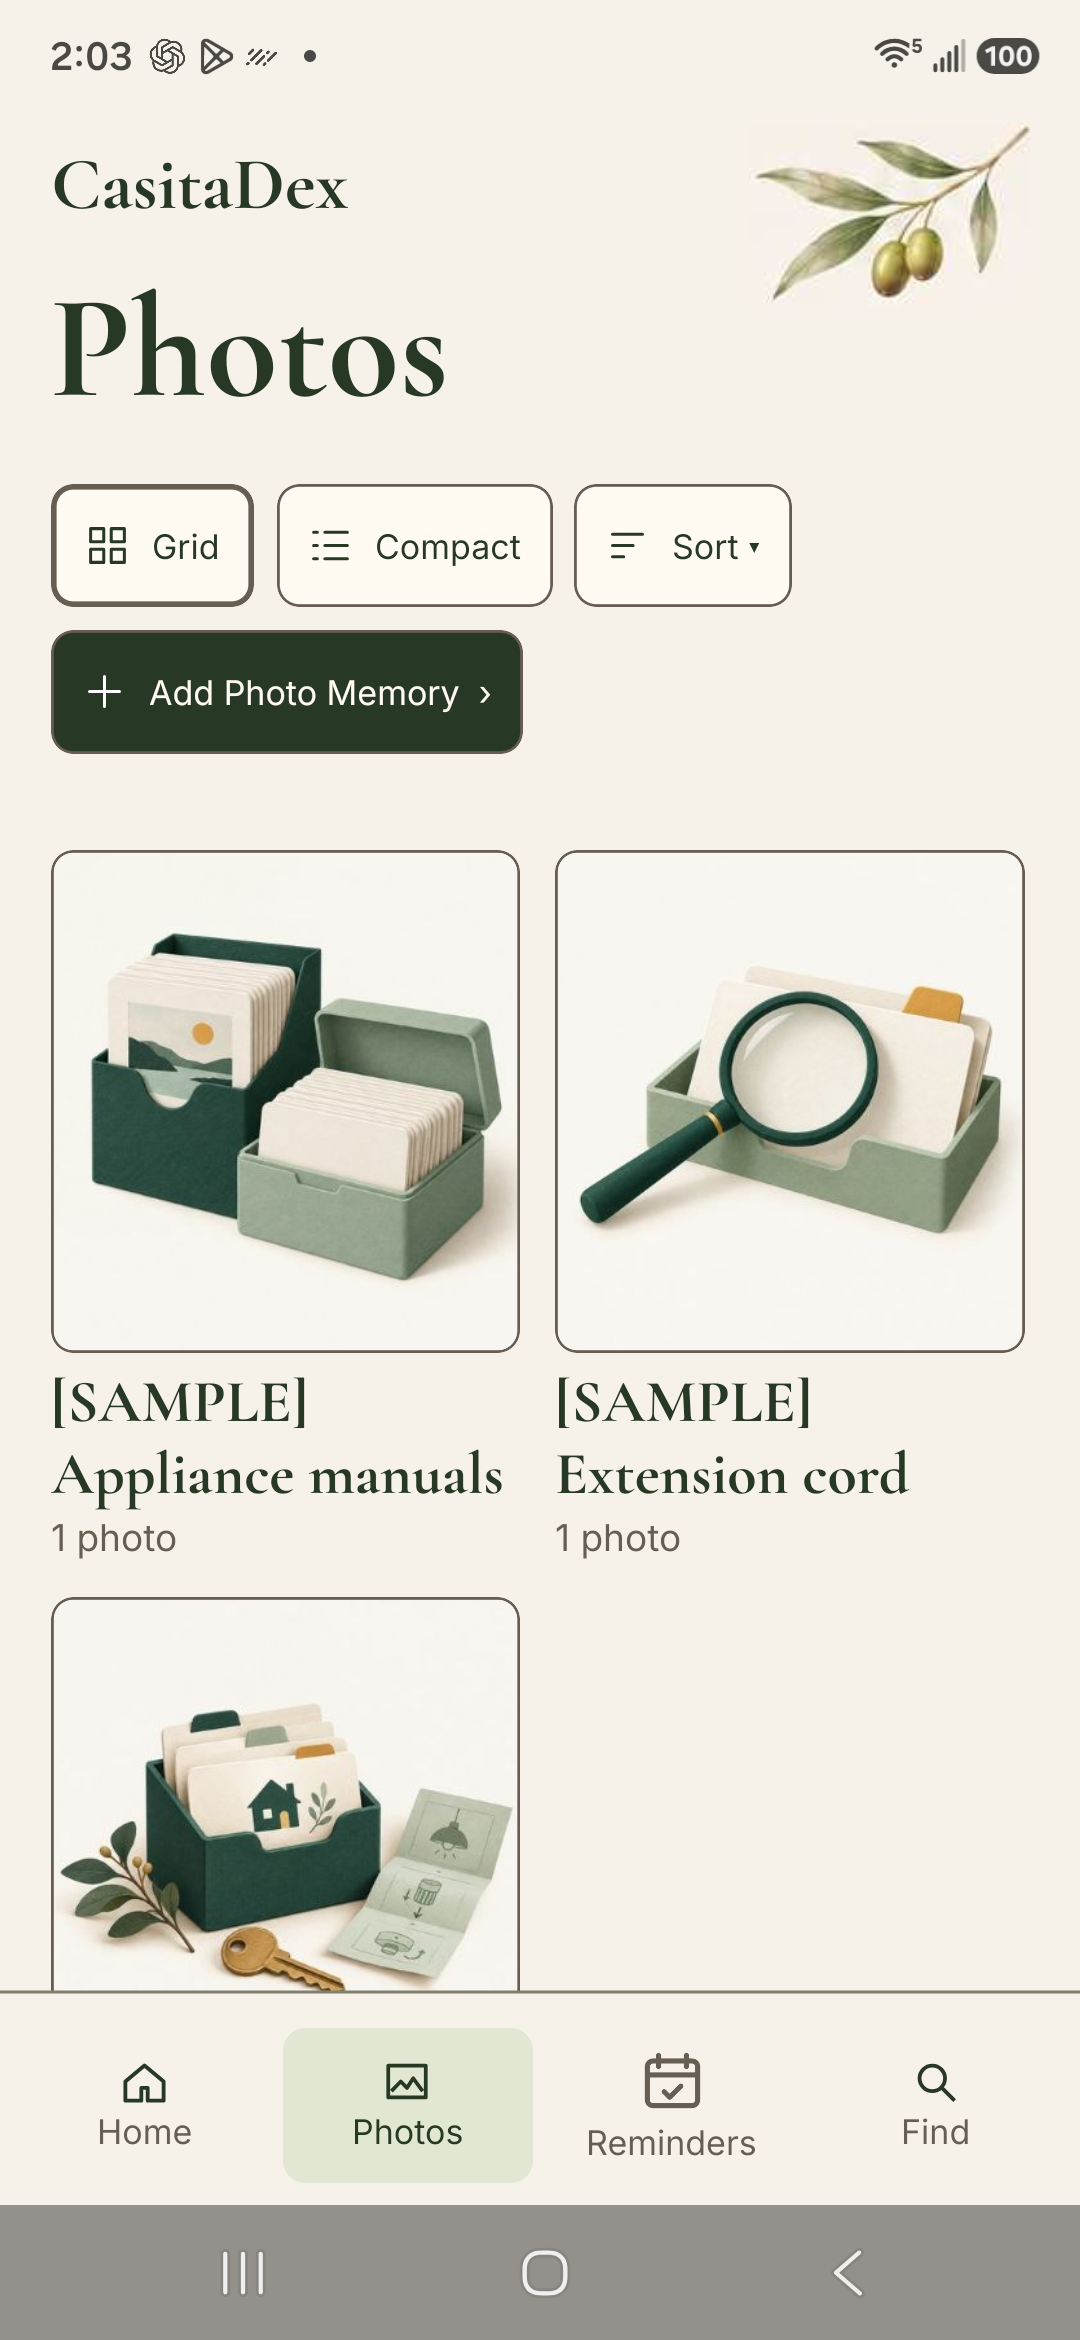 2:03
5
100
CasitaDex
Photos
Grid
Compact
Sort ▾
Add Photo Memory ›
[SAMPLE]
Appliance manuals
1 photo
[SAMPLE]
Extension cord
1 photo
Home
Photos
Reminders
Find